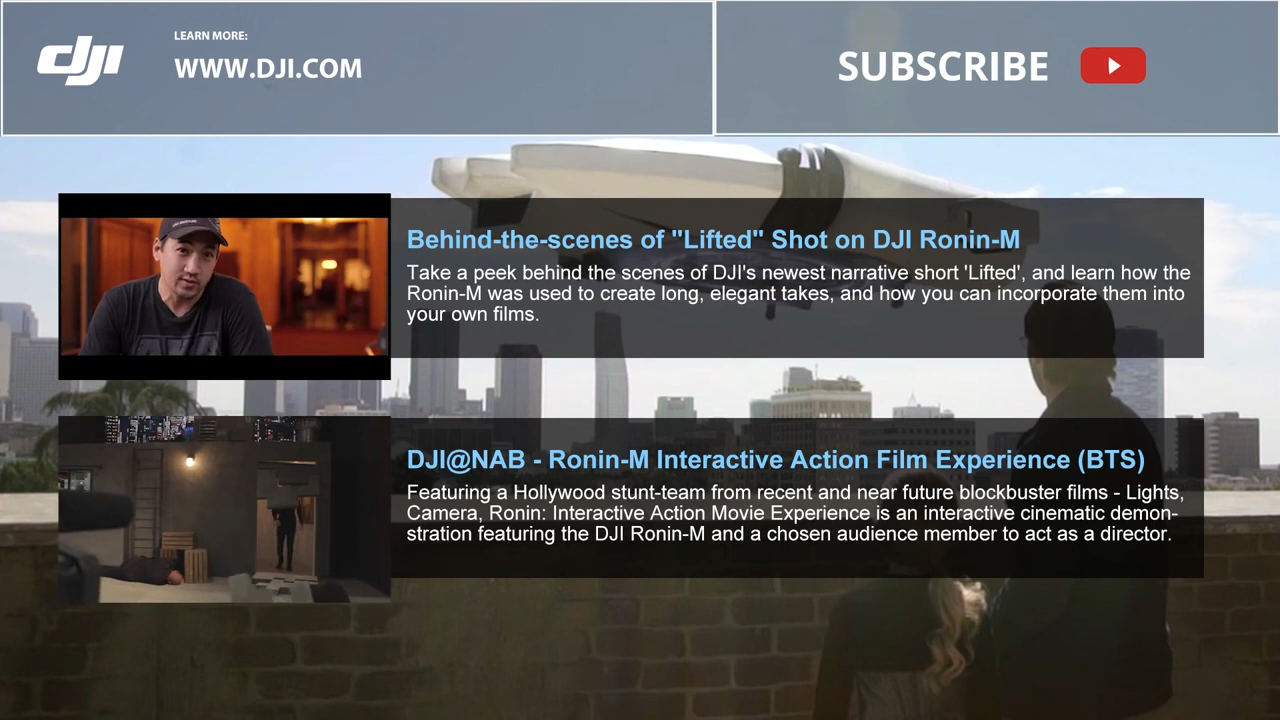 dji
LEARN MORE:
WWW.DJI.COM
SUBSCRIBE
Behind-the-scenes of "Lifted" Shot on DJI Ronin-M
Take a peek behind the scenes of DJI's newest narrative short 'Lifted', and learn how the
Ronin-M was used to create long, elegant takes, and how you can incorporate them into
your own films.
DJI@NAB - Ronin-M Interactive Action Film Experience (BTS)
Featuring a Hollywood stunt-team from recent and near future blockbuster films - Lights,
Camera, Ronin: Interactive Action Movie Experience is an interactive cinematic demon-
stration featuring the DJI Ronin-M and a chosen audience member to act as a director.